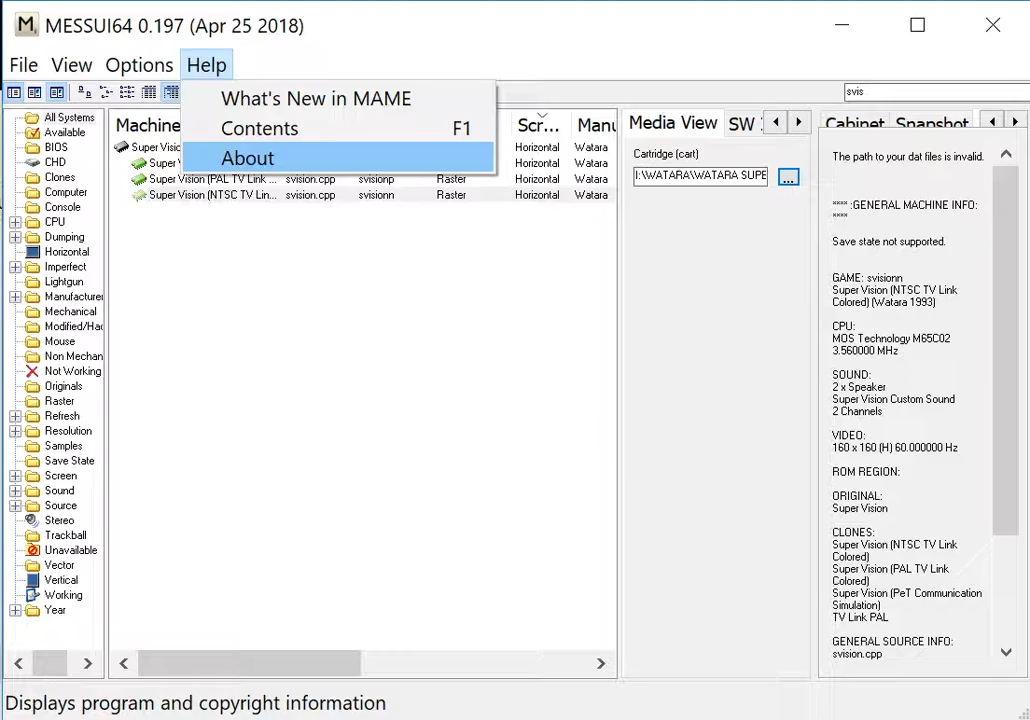 MESSUI64 0.197 (Apr 25 2018)
File View Options Help
What's New in MAME
Contents F1
About
svis
All Systems
Available
BIOS
CHD
Clones
Computer
Console
CPU
Dumping
Horizontal
Imperfect
Lightgun
Manufacturer
Mechanical
Modified/Hac
Mouse
Non Mechan
Not Working
Originals
Raster
Refresh
Resolution
Samples
Save State
Screen
Sound
Source
Stereo
Trackball
Unavailable
Vector
Vertical
Working
Year
Machine Scr... Manu
Super Visio Horizontal Watara
Super V Horizontal Watara
Super Vision (PAL TV Link ... svision.cpp svisionp Raster Horizontal Watara
Super Vision (NTSC TV Lin... svision.cpp svisionn Raster Horizontal Watara
Media View SW
Cartridge (cart)
I:\WATARA\WATARA SUPE
...
Cabinet Snapshot
The path to your dat files is invalid.
**** :GENERAL MACHINE INFO:
****
Save state not supported.
GAME: svisionn
Super Vision (NTSC TV Link
Colored) (Watara 1993)
CPU:
MOS Technology M65C02
3.560000 MHz
SOUND:
2 x Speaker
Super Vision Custom Sound
2 Channels
VIDEO:
160 x 160 (H) 60.000000 Hz
ROM REGION:
ORIGINAL:
Super Vision
CLONES:
Super Vision (NTSC TV Link
Colored)
Super Vision (PAL TV Link
Colored)
Super Vision (PeT Communication
Simulation)
TV Link PAL
GENERAL SOURCE INFO:
svision.cpp
Displays program and copyright information